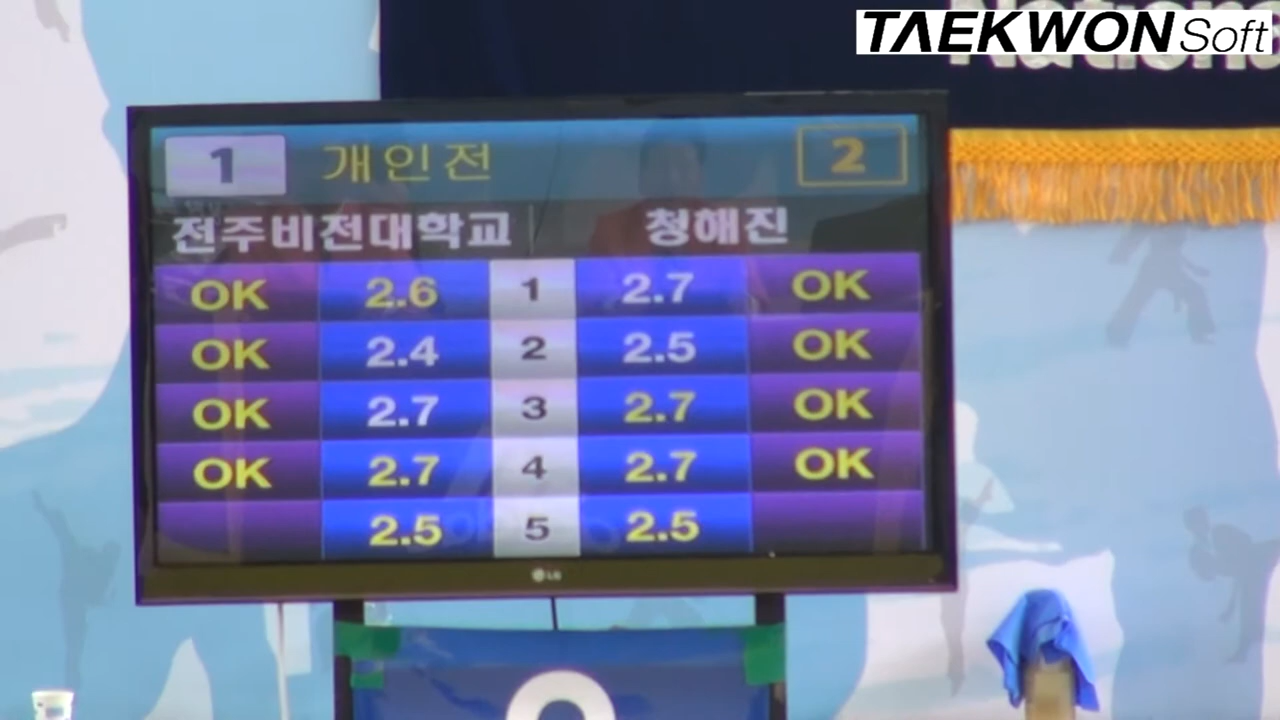 TAEKWON Soft
Nationa
1 개인전 2
전주비전대학교 청해진
OK 2.6 1 2.7 OK
OK 2.4 2 2.5 OK
OK 2.7 3 2.7 OK
OK 2.7 4 2.7 OK
2.5 5 2.5
LG